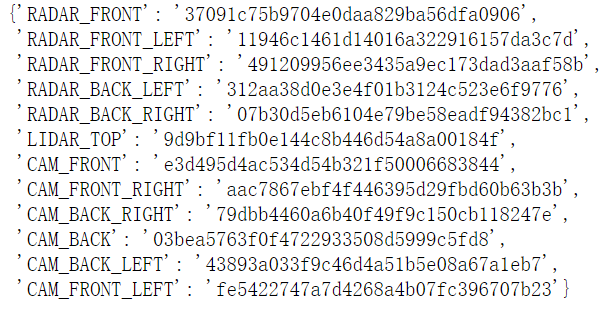 {'RADAR_FRONT': '37091c75b9704e0daa829ba56dfa0906',
'RADAR_FRONT_LEFT': '11946c1461d14016a322916157da3c7d',
'RADAR_FRONT_RIGHT': '491209956ee3435a9ec173dad3aaf58b',
'RADAR_BACK_LEFT': '312aa38d0e3e4f01b3124c523e6f9776',
'RADAR_BACK_RIGHT': '07b30d5eb6104e79be58eadf94382bc1',
'LIDAR_TOP': '9d9bf11fb0e144c8b446d54a8a00184f',
'CAM_FRONT': 'e3d495d4ac534d54b321f50006683844',
'CAM_FRONT_RIGHT': 'aac7867ebf4f446395d29fbd60b63b3b',
'CAM_BACK_RIGHT': '79dbb4460a6b40f49f9c150cb118247e',
'CAM_BACK': '03bea5763f0f4722933508d5999c5fd8',
'CAM_BACK_LEFT': '43893a033f9c46d4a51b5e08a67a1eb7',
'CAM_FRONT_LEFT': 'fe5422747a7d4268a4b07fc396707b23'}